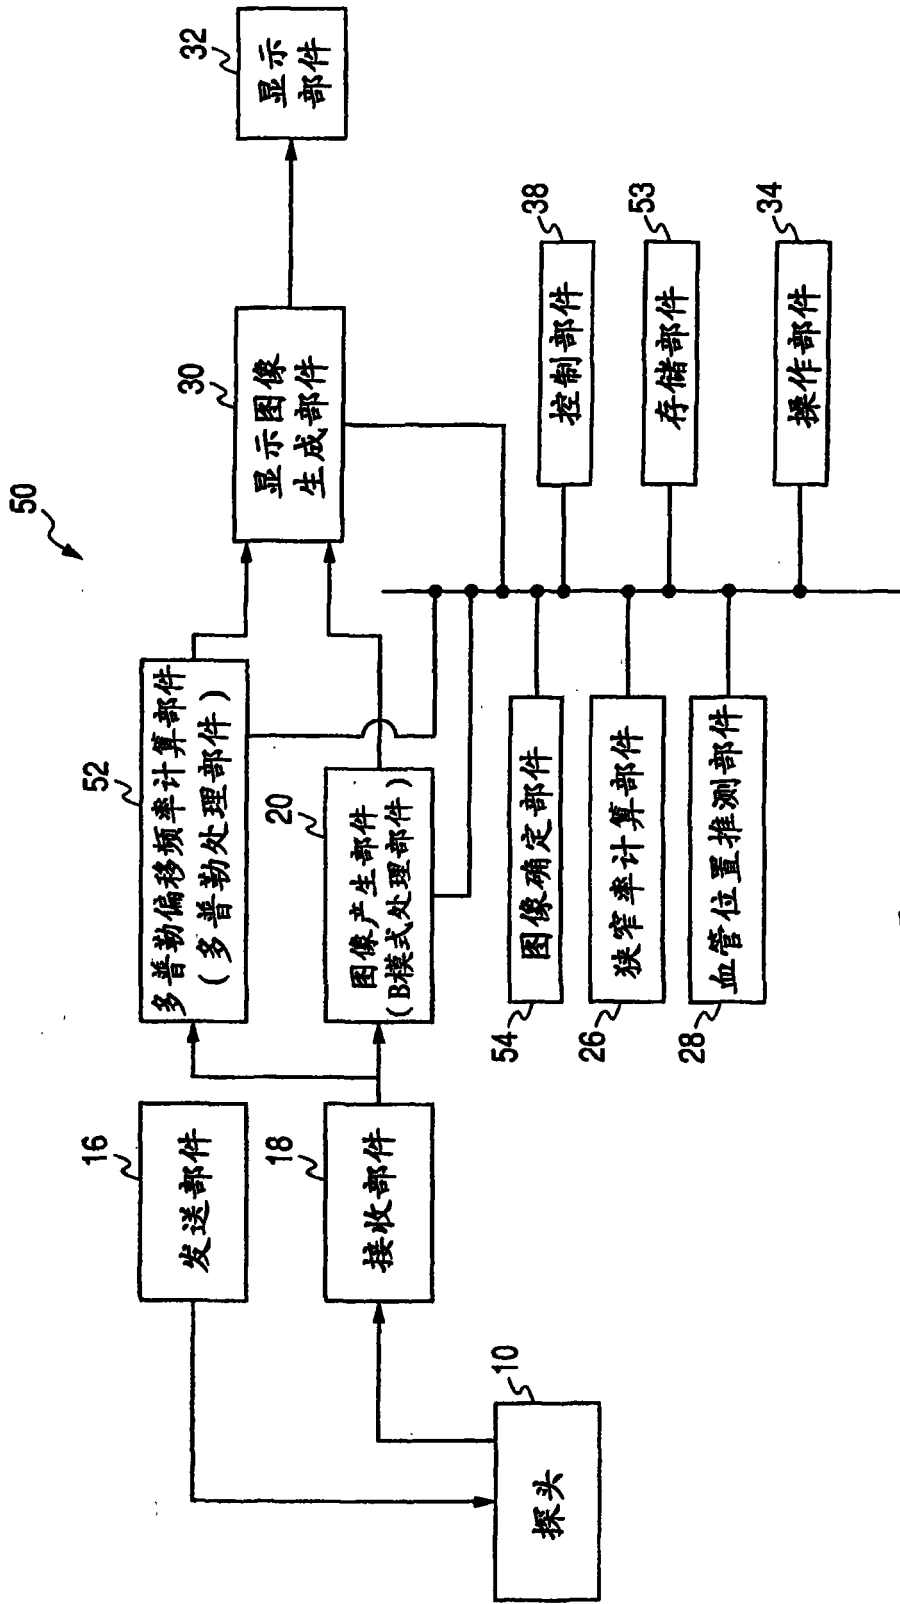 50
16
发送部件
52
多普勒偏移频率计算部件
(多普勒处理部件)
30
显示图像
生成部件
32
显示
部件
18
接收部件
20
图像产生部件
(B模式处理部件)
10
探头
54
图像确定部件
38
控制部件
26
狭窄率计算部件
53
存储部件
28
血管位置推测部件
34
操作部件